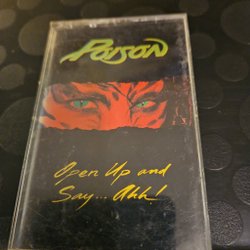 Poison
Open Up and
Say... Ahh!